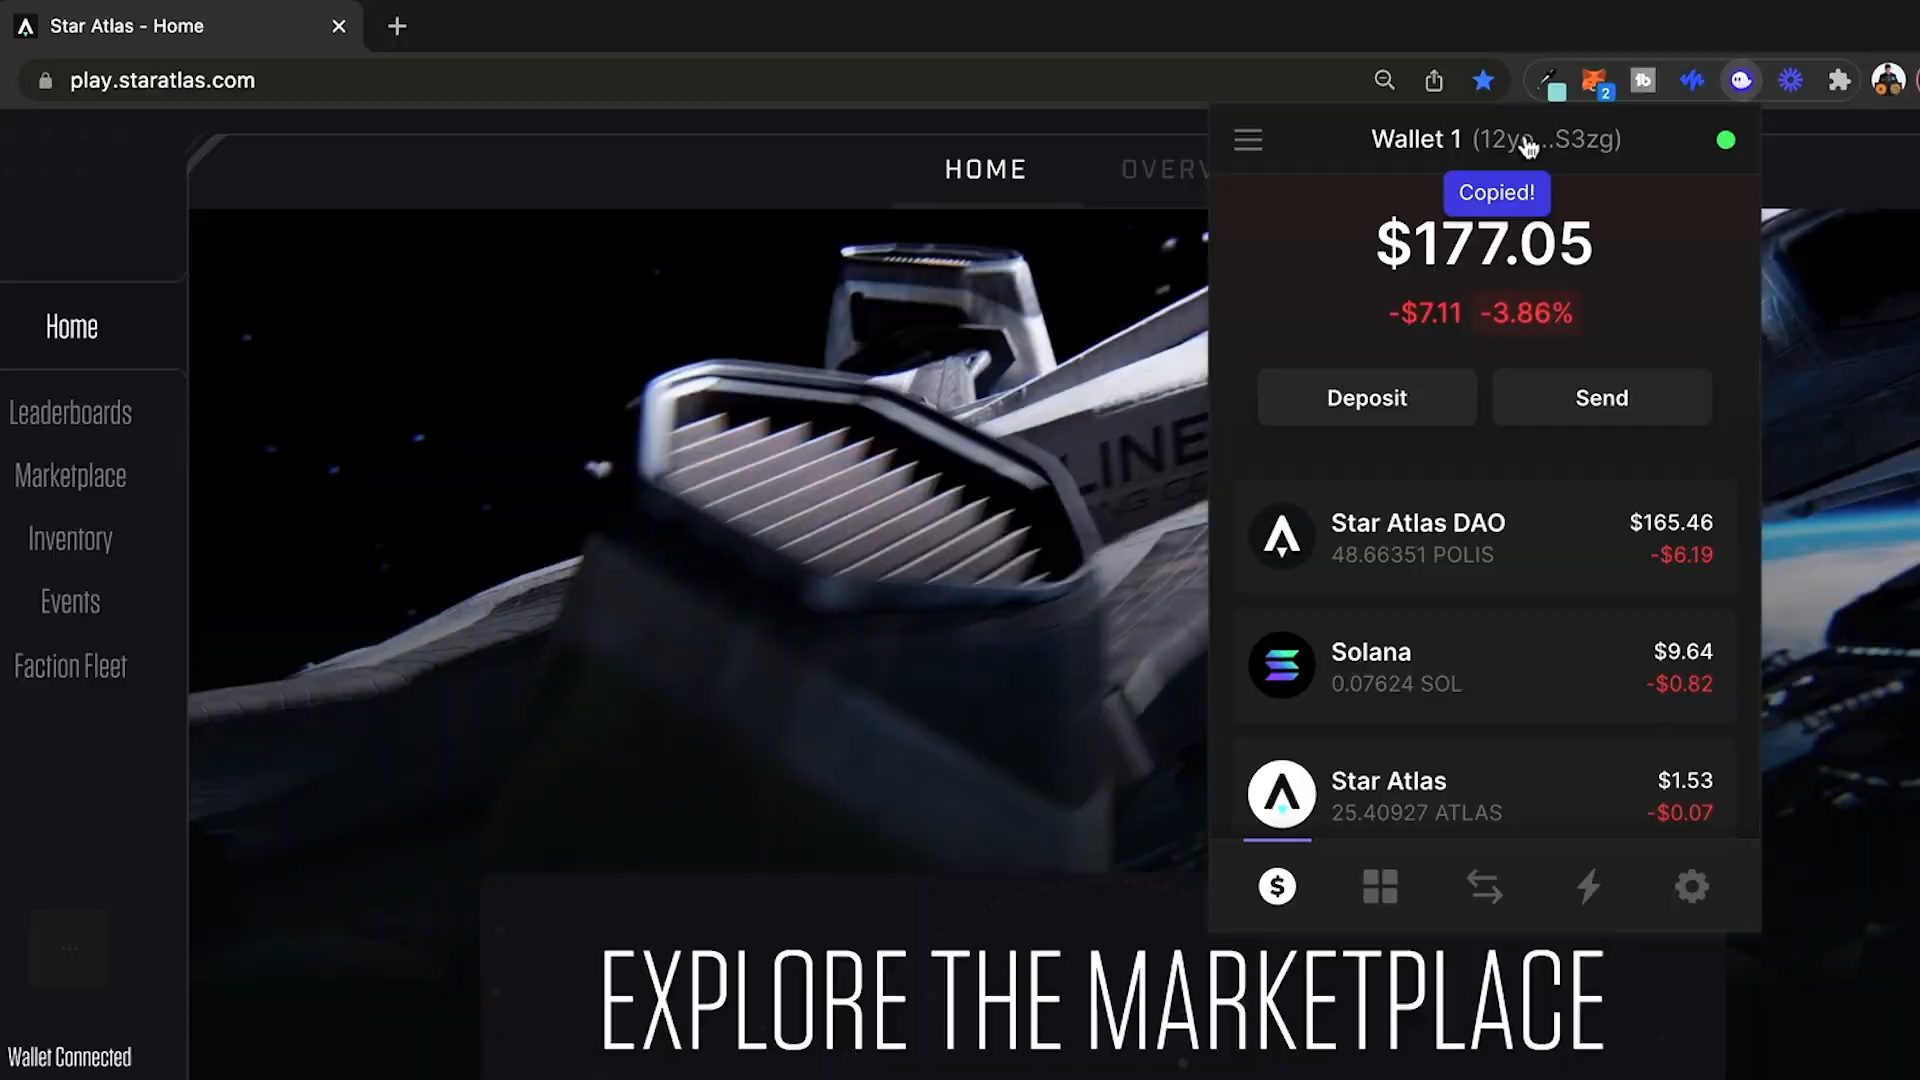 Star Atlas - Home
play.staratlas.com
2
tb
HOME
Wallet 1 (12y...S3zg)
Copied!
$177.05
-$7.11 -3.86%
Deposit
Send
Star Atlas DAO
$165.46
48.66351 POLIS
-$6.19
Solana
$9.64
0.07624 SOL
-$0.82
Star Atlas
$1.53
25.40927 ATLAS
-$0.07
Home
Leaderboards
Marketplace
Inventory
Events
Faction Fleet
LINE
EXPLORE THE MARKETPLACE
Wallet Connected